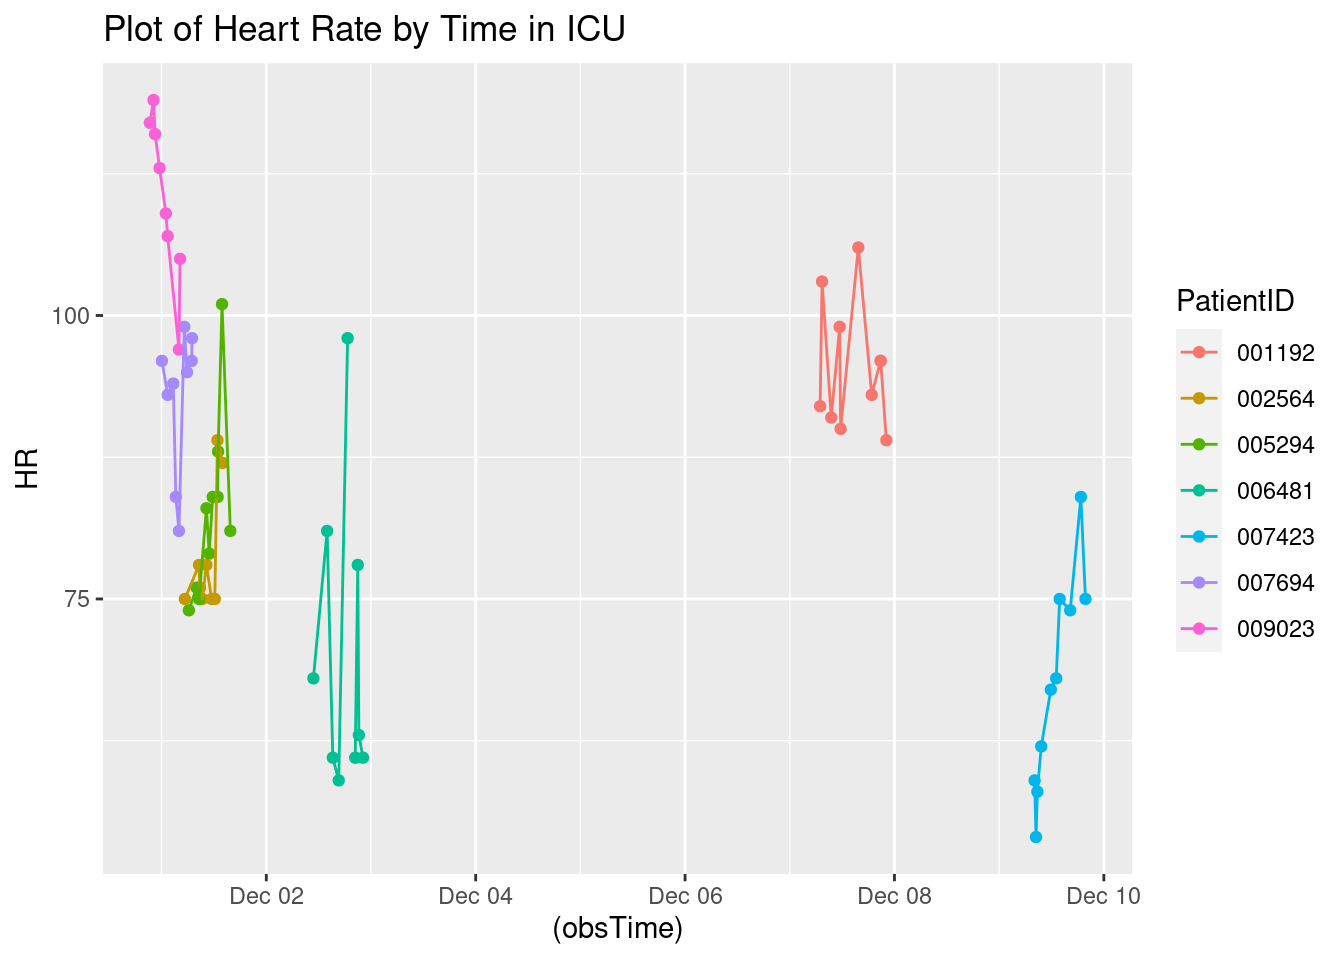 Plot of Heart Rate by Time in ICU
HR
100
75
Dec 02
Dec 04
Dec 06
Dec 08
Dec 10
(obsTime)
PatientID
001192
002564
005294
006481
007423
007694
009023